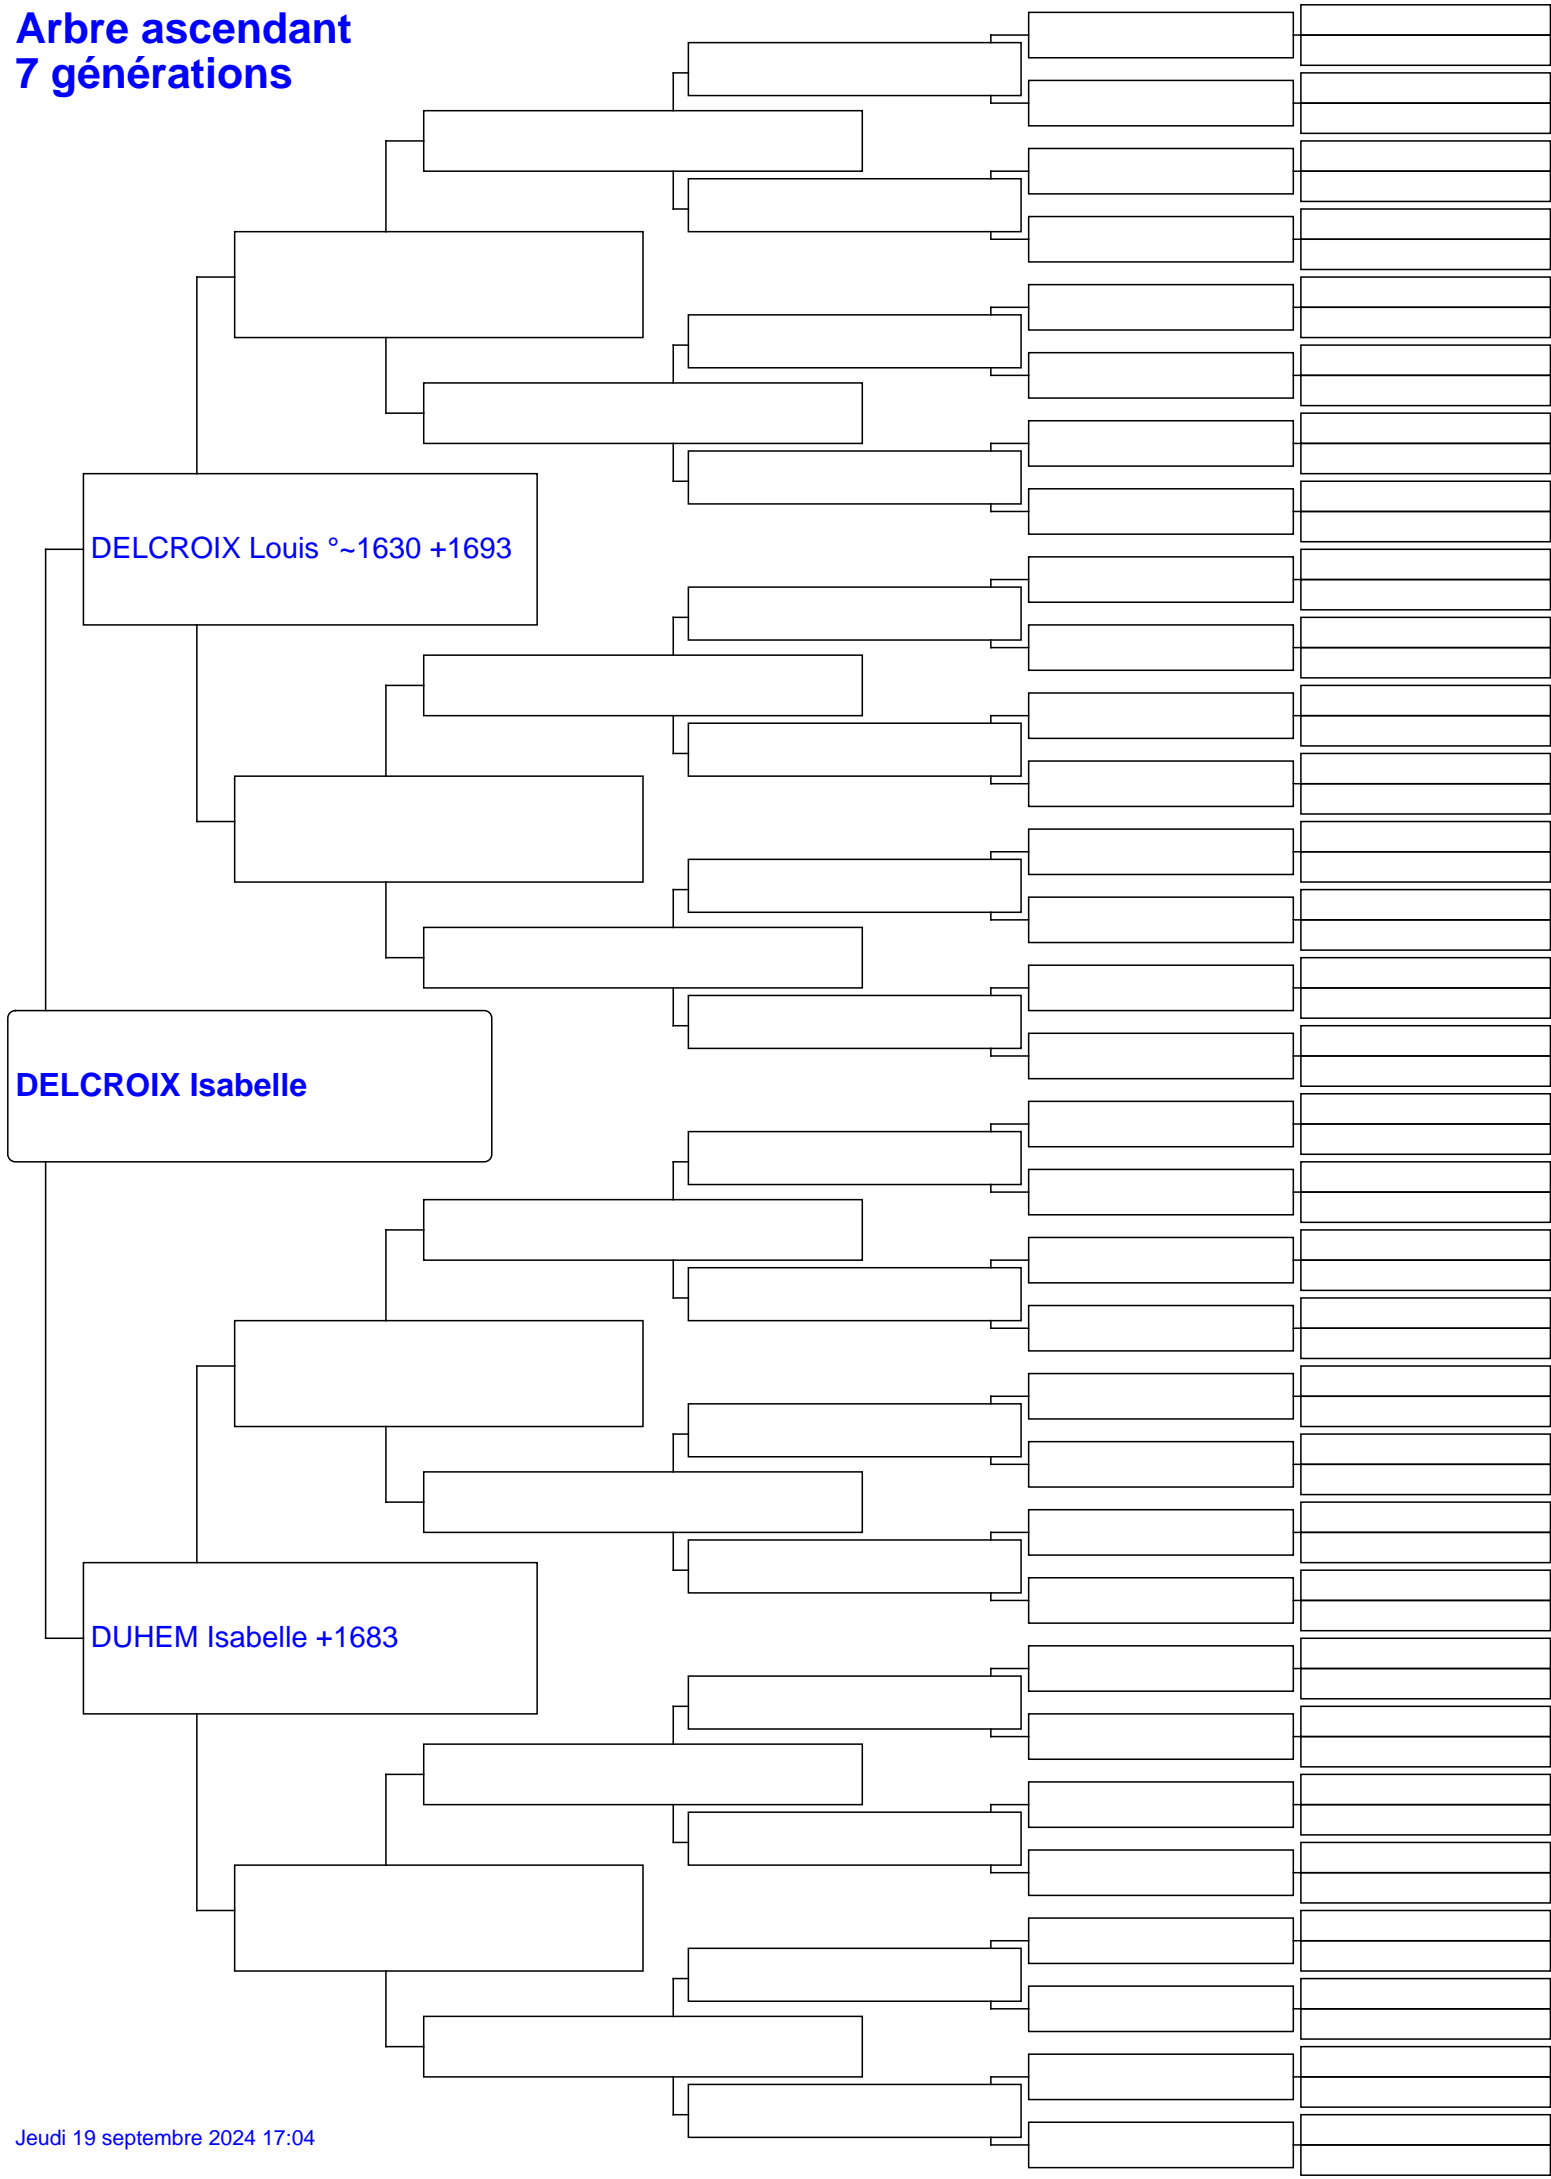 Arbre ascendant
7 générations
DELCROIX Louis °~1630 +1693
DELCROIX Isabelle
DUHEM Isabelle +1683
Jeudi 19 septembre 2024 17:04